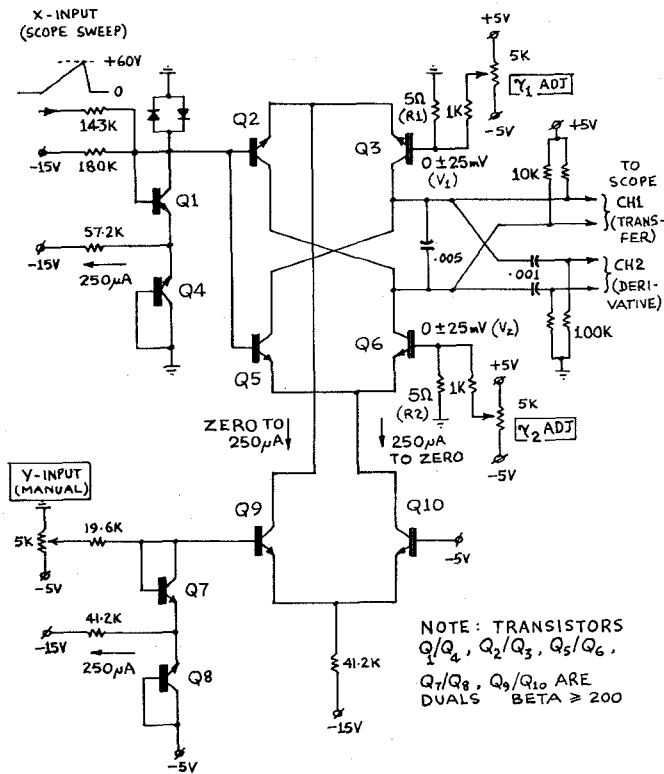 X-INPUT
(SCOPE SWEEP)
+60V
0
143K
-15V
180K
Q1
-15V
57.2K
250μA
Q4
Q2
Q3
5Ω
(R1)
1K
+5V
5K
γ1 ADJ
-5V
0 ± 25mV
(V1)
+5V
10K
TO
SCOPE
CH1
(TRANS-
FER)
.005
.001
CH2
(DERI-
VATIVE)
100K
Q5
Q6
0 ± 25mV (V2)
5Ω
(R2)
1K
+5V
5K
γ2 ADJ
-5V
ZERO TO
250μA
250μA
TO ZERO
Y-INPUT
(MANUAL)
5K
19.6K
-5V
Q9
Q10
-5V
Q7
-15V
41.2K
250μA
Q8
-5V
41.2K
-15V
NOTE: TRANSISTORS
Q1/Q4, Q2/Q3, Q5/Q6,
Q7/Q8, Q9/Q10 ARE
DUALS BETA ≥ 200